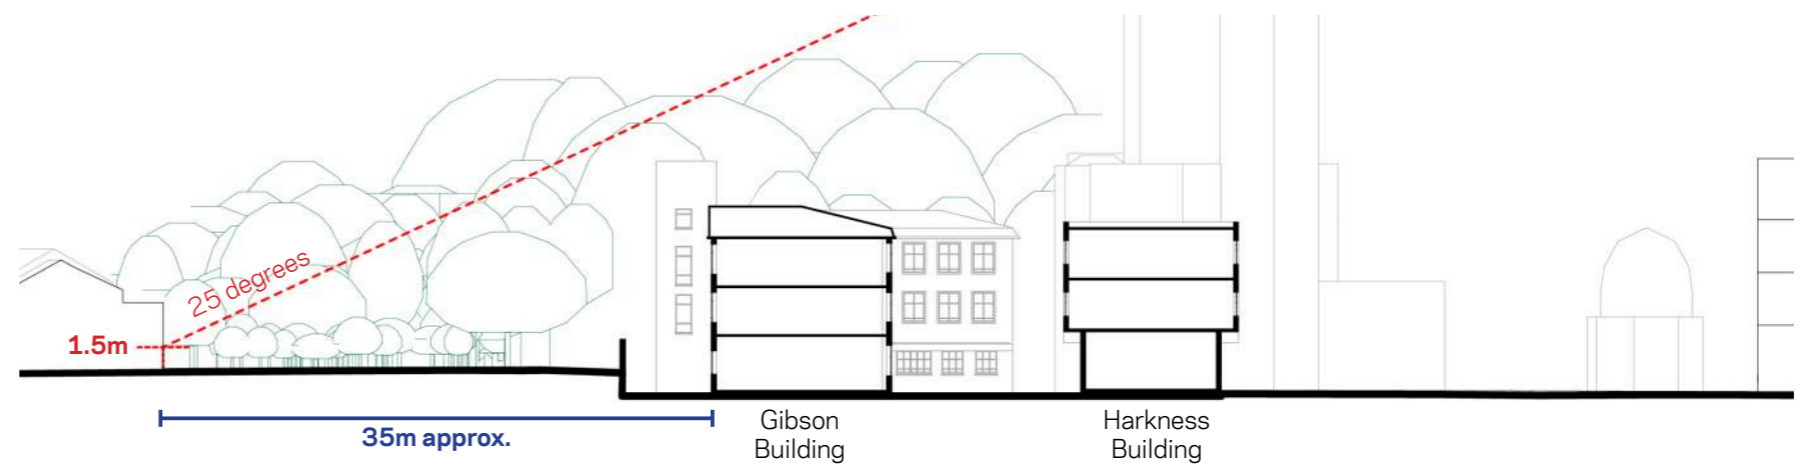 25 degrees
1.5m
35m approx.
Gibson
Building
Harkness
Building